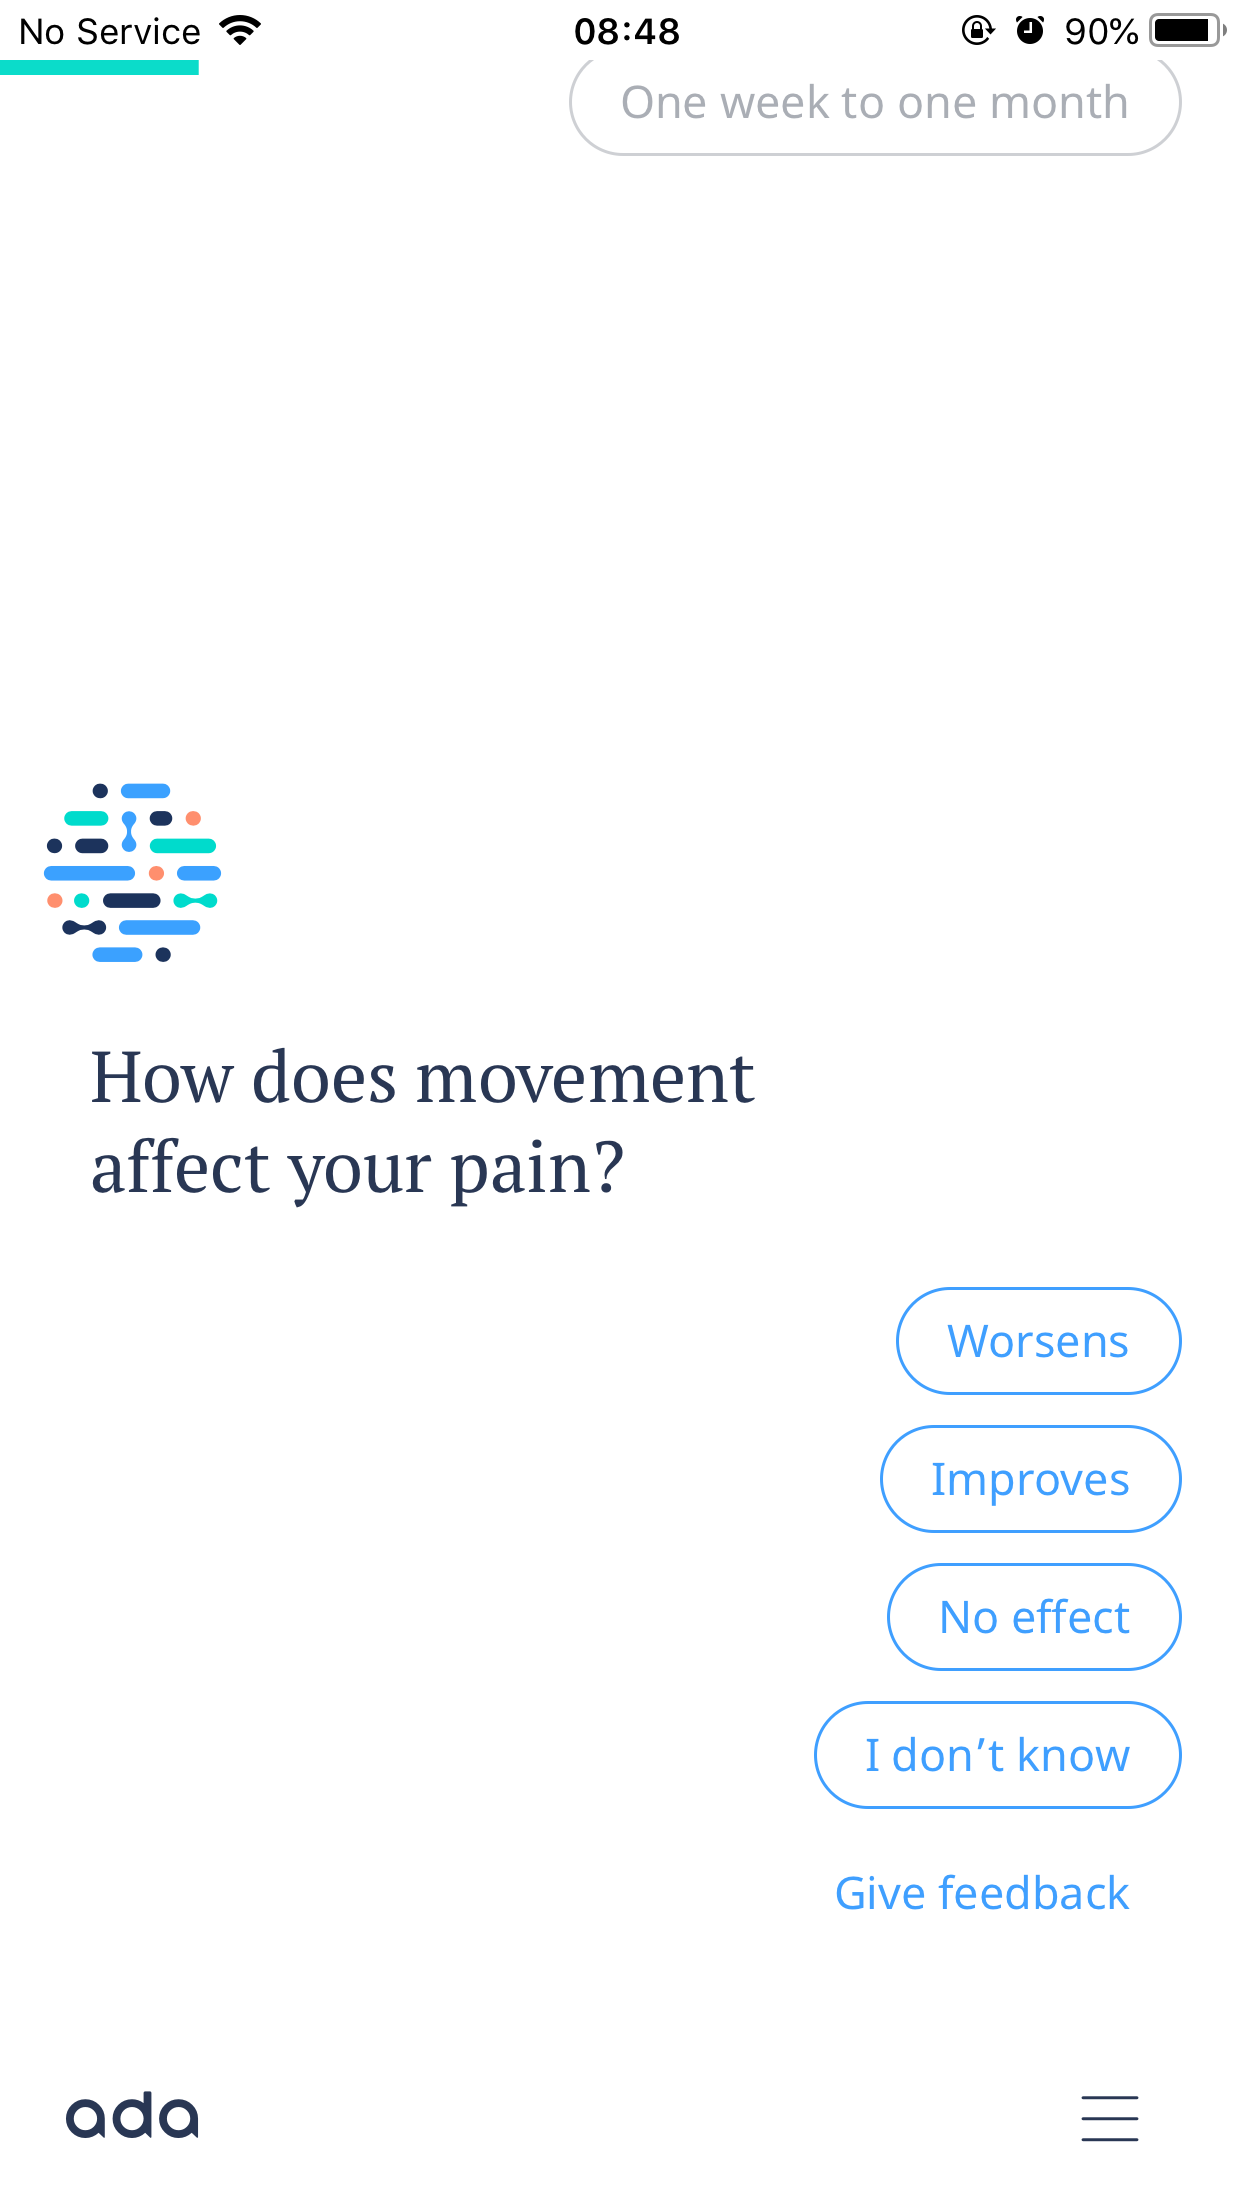 No Service 08:48 90%
One week to one month
How does movement
affect your pain?
Worsens
Improves
No effect
I don’t know
Give feedback
ada